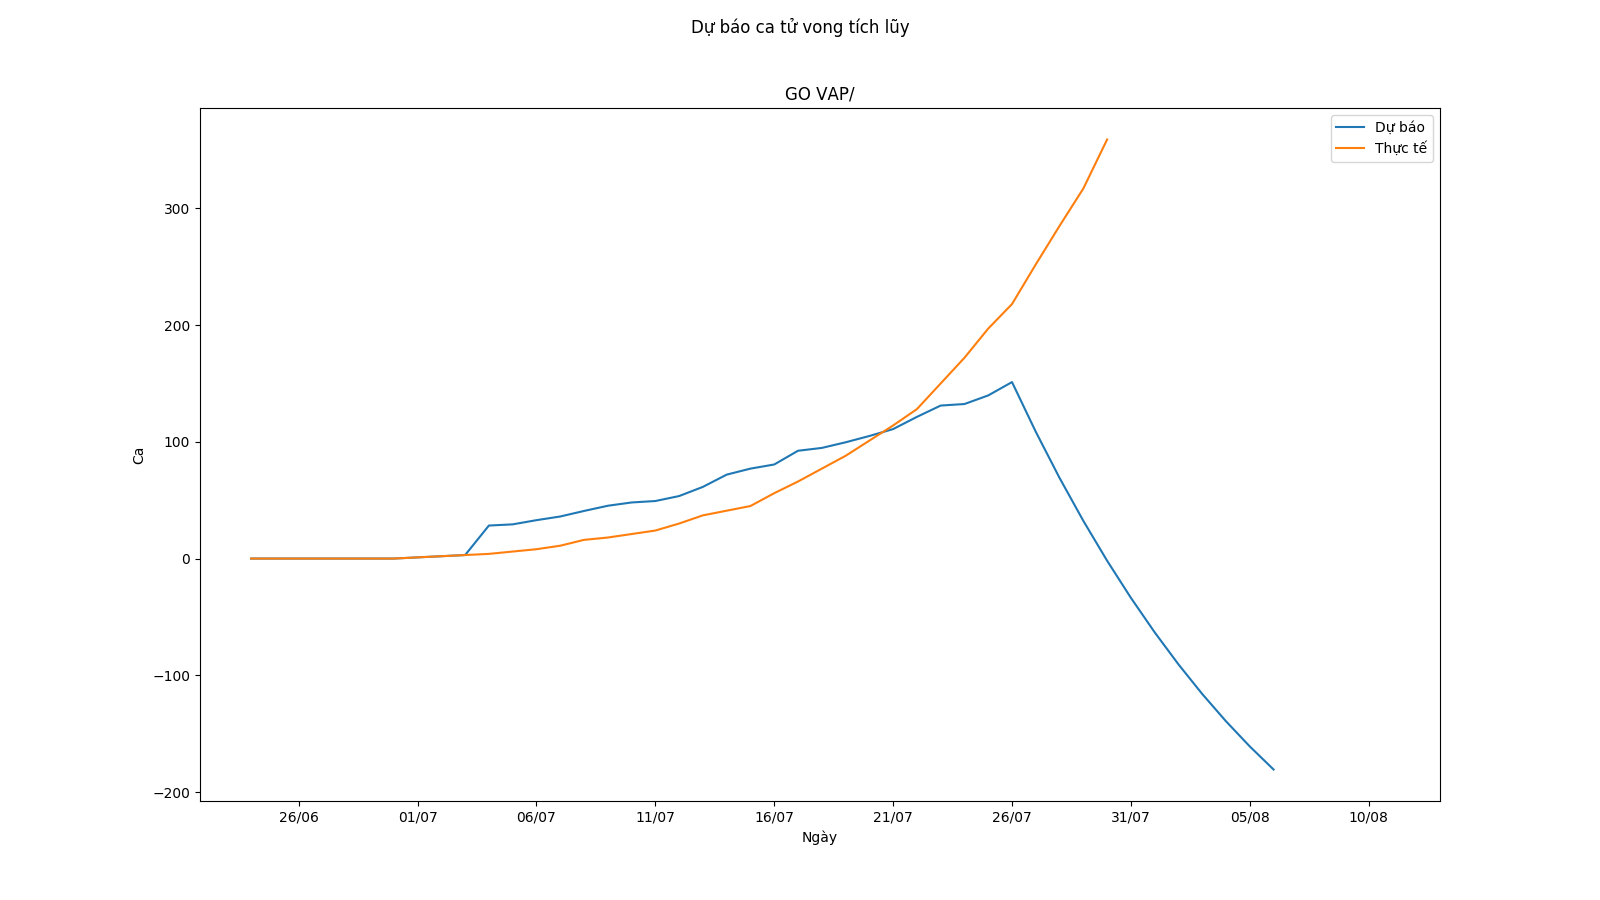 Dự báo ca tử vong tích lũy
GO VAP/
Dự báo
Thực tế
300
200
100
0
−100
−200
Ca
26/06
01/07
06/07
11/07
16/07
21/07
26/07
31/07
05/08
10/08
Ngày